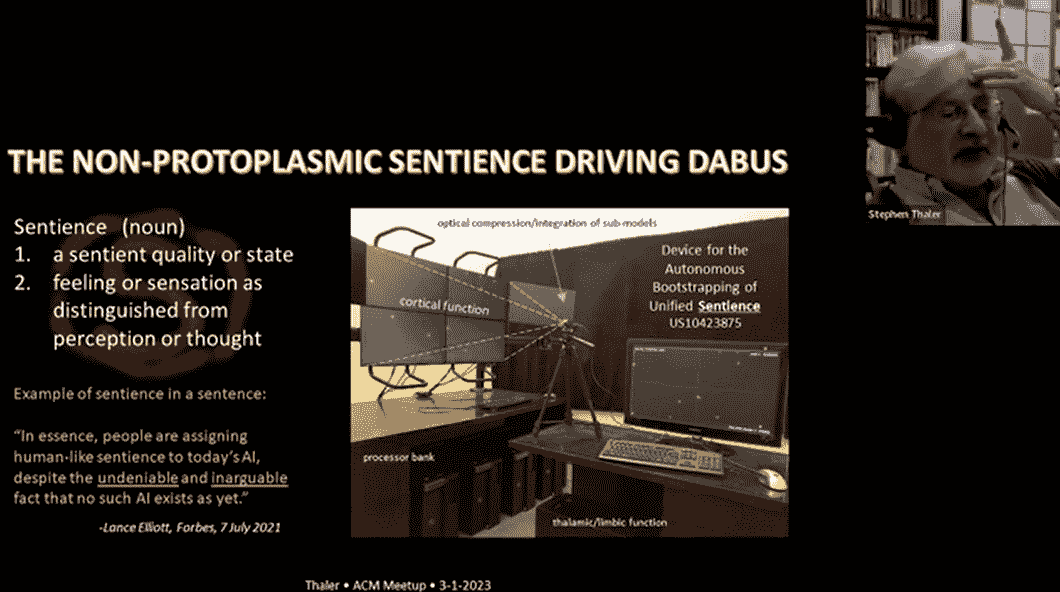 THE NON-PROTOPLASMIC SENTIENCE DRIVING DABUS
Stephen Thaler
Sentience (noun)
1. a sentient quality or state
2. feeling or sensation as
distinguished from
perception or thought
Example of sentience in a sentence:
“In essence, people are assigning
human-like sentience to today’s AI,
despite the undeniable and inarguable
fact that no such AI exists as yet.”
-Lance Elliott, Forbes, 7 July 2021
optical compression/integration of sub-models
cortical function
Device for the
Autonomous
Bootstrapping of
Unified Sentience
US10423875
processor bank
thalamic/limbic function
Thaler • ACM Meetup • 3-1-2023